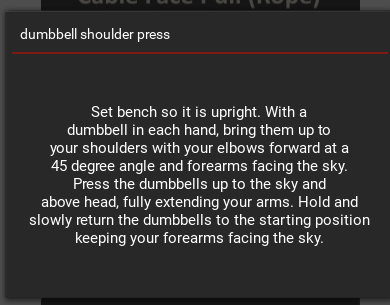 Cable Face Pull (Rope)
dumbbell shoulder press
Set bench so it is upright. With a
dumbbell in each hand, bring them up to
your shoulders with your elbows forward at a
45 degree angle and forearms facing the sky.
Press the dumbbells up to the sky and
above head, fully extending your arms. Hold and
slowly return the dumbbells to the starting position
keeping your forearms facing the sky.